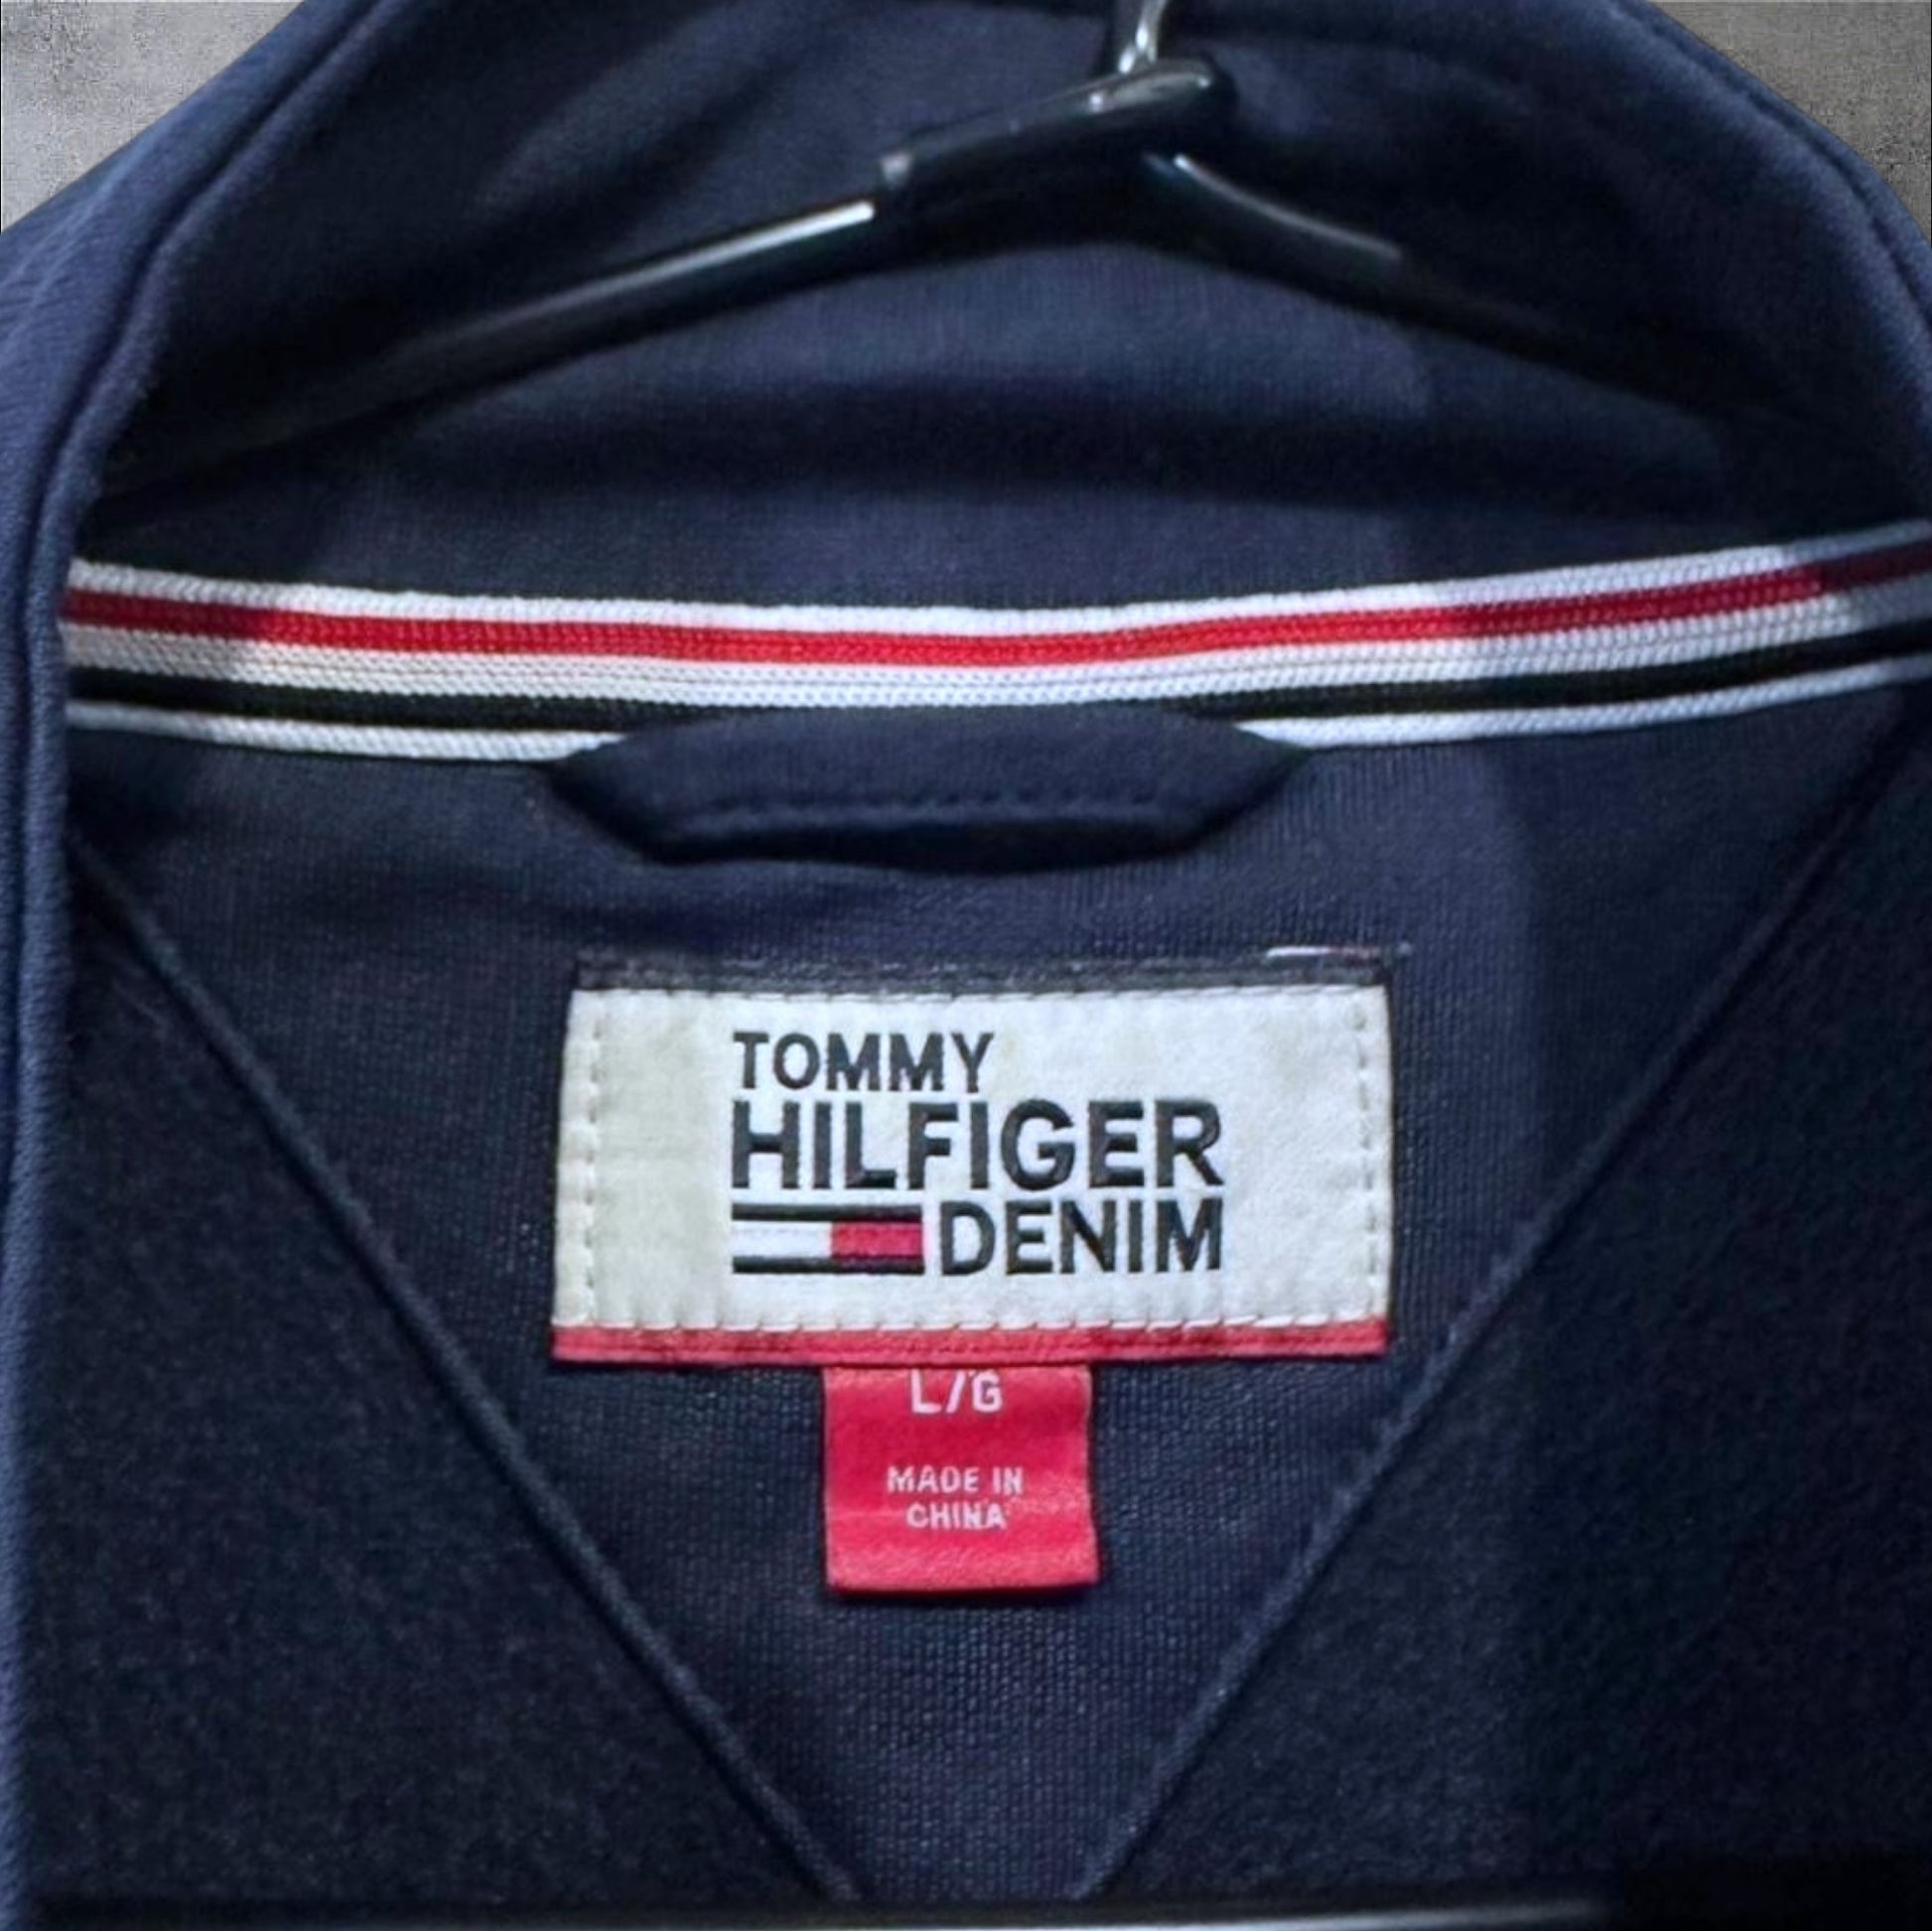 TOMMY
HILFIGER
DENIM
L/G
MADE IN
CHINA